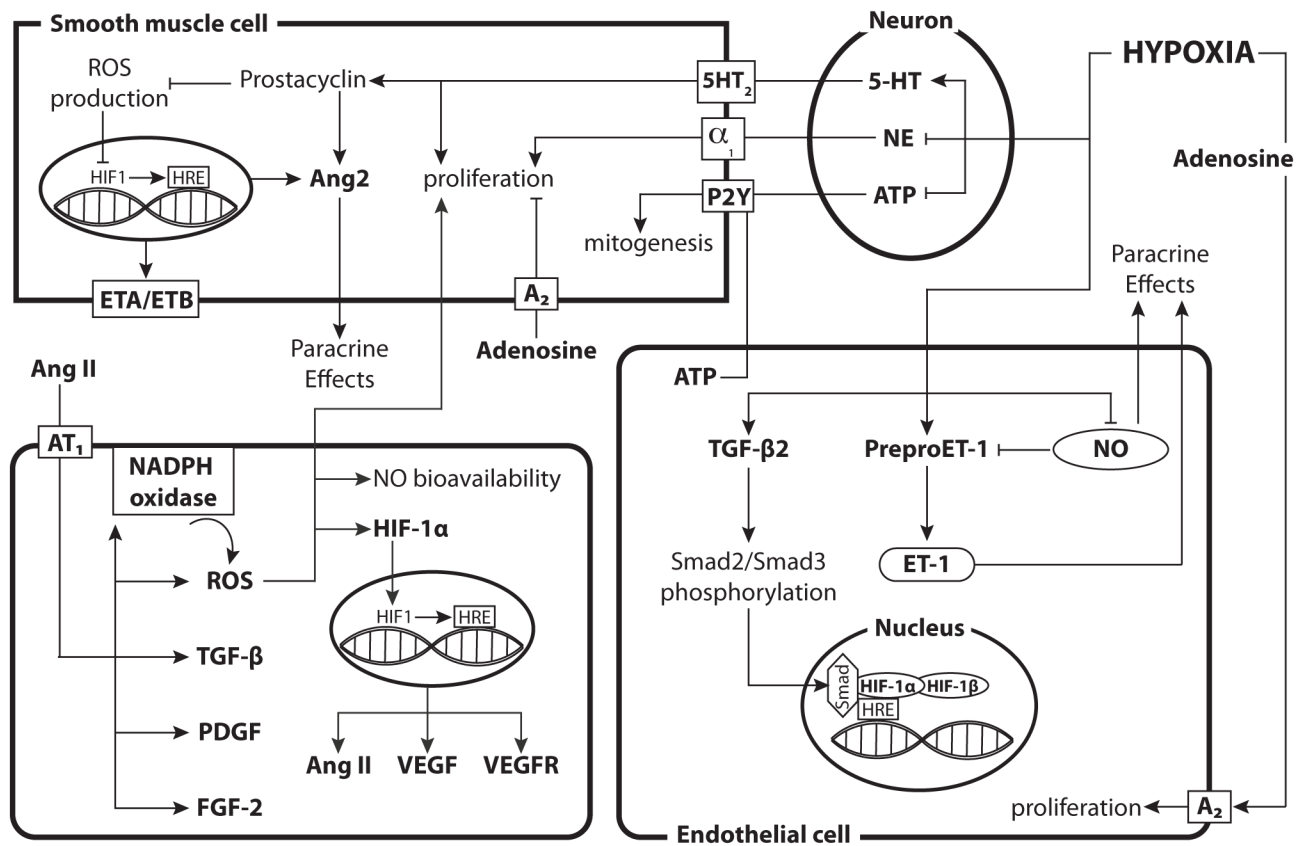 Smooth muscle cell
Neuron
HYPOXIA
ROS
production
Prostacyclin
5HT2
5-HT
α1
NE
Adenosine
HIF1
HRE
Ang2
proliferation
P2Y
ATP
mitogenesis
Paracrine
Effects
ETA/ETB
A2
Adenosine
Paracrine
Effects
Ang II
ATP
AT1
NADPH
oxidase
NO bioavailability
HIF-1α
ROS
HIF1
HRE
TGF-β
PDGF
FGF-2
Ang II
VEGF
VEGFR
TGF-β2
PreproET-1
NO
Smad2/Smad3
phosphorylation
ET-1
Nucleus
Smad
HIF-1α
HIF-1β
HRE
proliferation
A2
Endothelial cell